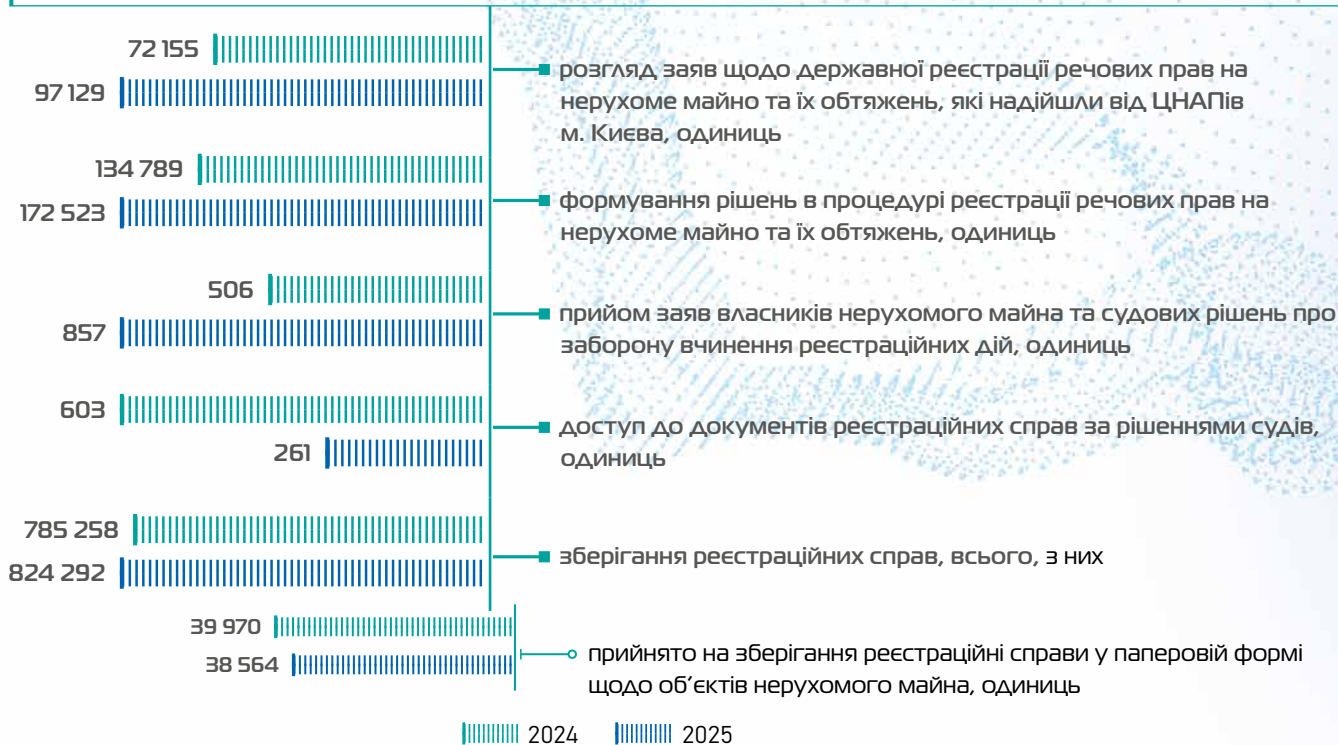 72 155
97 129
розгляд заяв щодо державної реєстрації речових прав на
нерухоме майно та їх обтяжень, які надійшли від ЦНАПів
м. Києва, одиниць
134 789
172 523
формування рішень в процедурі реєстрації речових прав на
нерухоме майно та їх обтяжень, одиниць
506
857
прийом заяв власників нерухомого майна та судових рішень про
заборону вчинення реєстраційних дій, одиниць
603
261
доступ до документів реєстраційних справ за рішеннями судів,
одиниць
785 258
824 292
зберігання реєстраційних справ, всього, з них
39 970
38 564
прийнято на зберігання реєстраційні справи у паперовій формі
щодо об’єктів нерухомого майна, одиниць
2024 2025